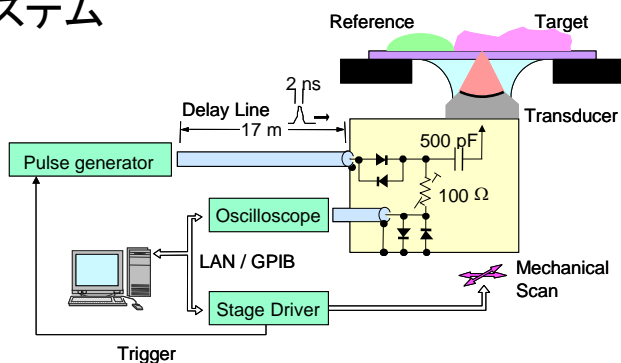 ステム
Reference
Target
2 ns
Delay Line
17 m
Transducer
500 pF
Pulse generator
100 Ω
Oscilloscope
LAN / GPIB
Mechanical
Scan
Stage Driver
Trigger